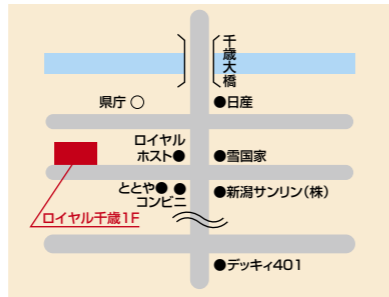 千歳大橋
県庁○
●日産
ロイヤル
ホスト●
●雪国家
ととや● ●
コンビニ
●新潟サンリン(株)
ロイヤル千歳1F
●デッキィ401